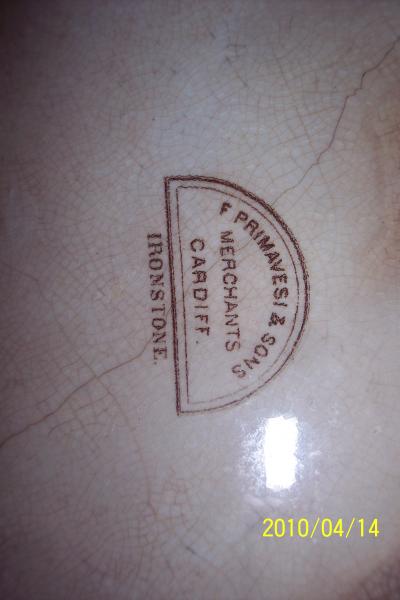 F PRIMAVESI & SONS
MERCHANTS
CARDIFF.
IRONSTONE.
2010/04/14